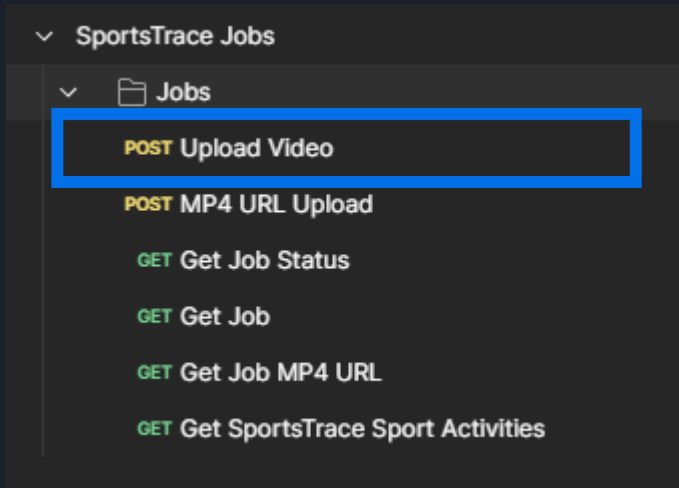 SportsTrace Jobs
Jobs
POST Upload Video
POST MP4 URL Upload
GET Get Job Status
GET Get Job
GET Get Job MP4 URL
GET Get SportsTrace Sport Activities